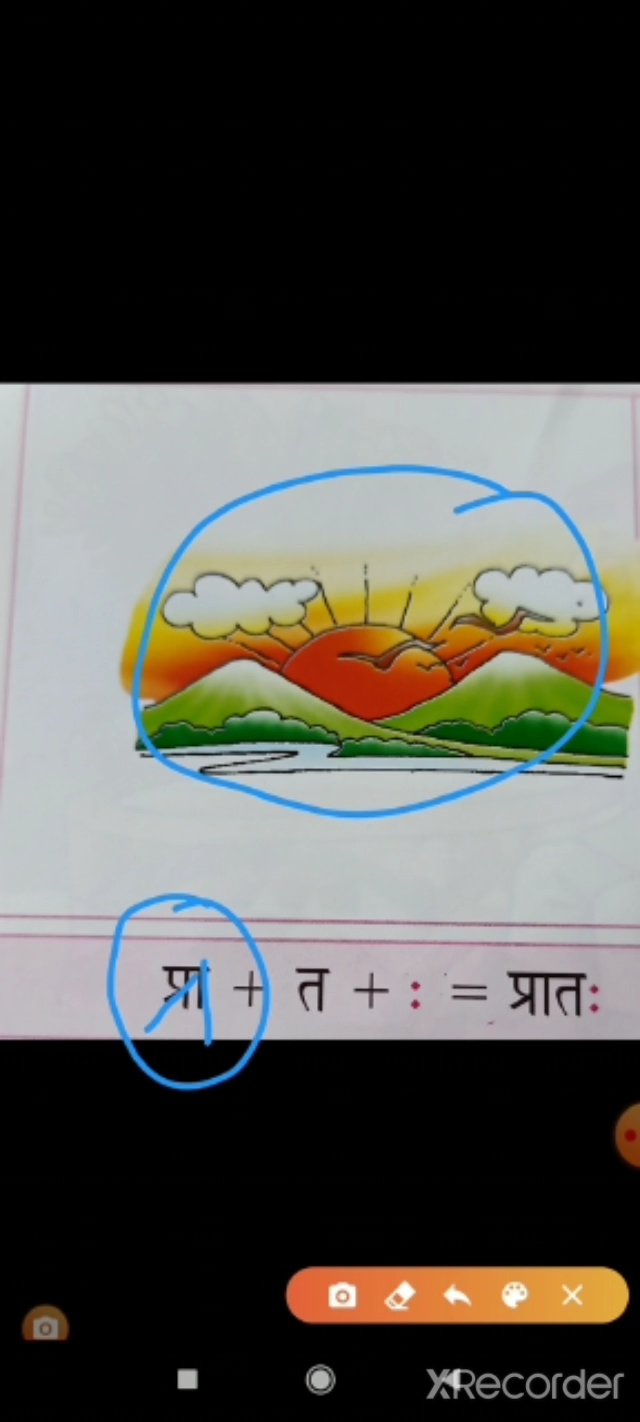 प्रा + त + : = प्रातः
XRecorder